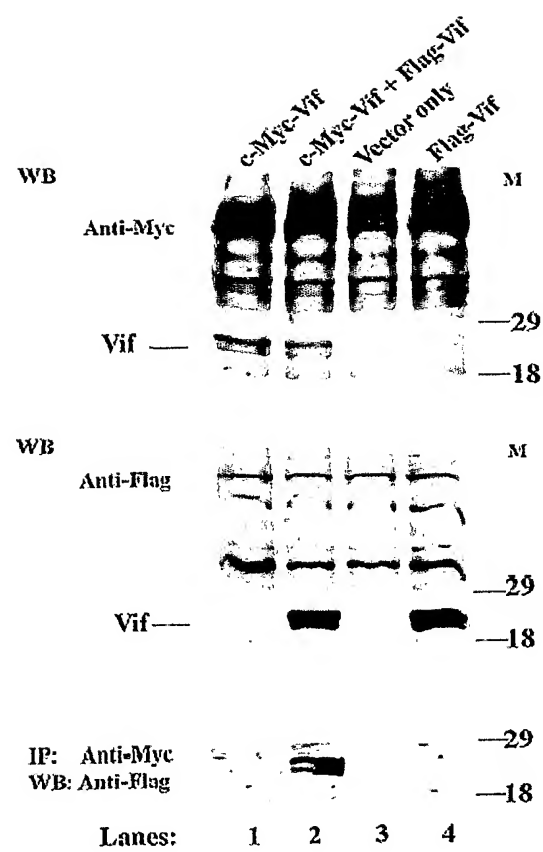 c-Myc-Vif
c-Myc-Vif + Flag-Vif
Vector only
Flag-Vif
WB
M
Anti-Myc
29
Vif
18
WB
M
Anti-Flag
29
Vif
18
29
IP: Anti-Myc
WB: Anti-Flag
18
Lanes: 1 2 3 4